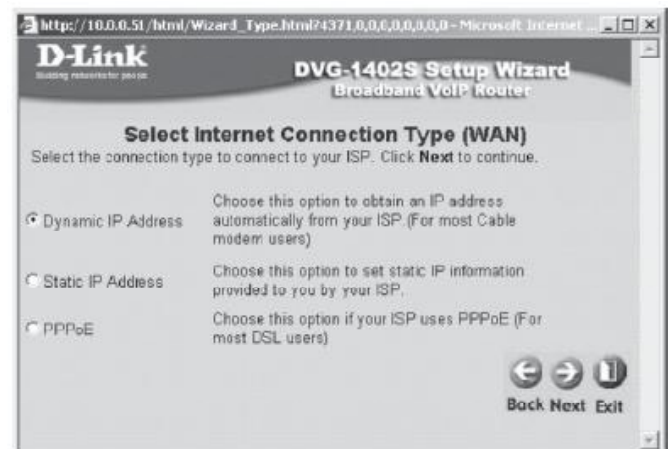 http://10.0.0.51/html/Wizard_Type.html?4371,0,0,0,0,0,0,0 - Microsoft Internet ...
D-Link
Building networks for people
DVG-1402S Setup Wizard
Broadband VoIP Router
Select Internet Connection Type (WAN)
Select the connection type to connect to your ISP. Click Next to continue.
Dynamic IP Address
Choose this option to obtain an IP address
automatically from your ISP.(For most Cable
modem users)
Static IP Address
Choose this option to set static IP information
provided to you by your ISP.
PPPoE
Choose this option if your ISP uses PPPoE (For
most DSL users)
Back Next Exit